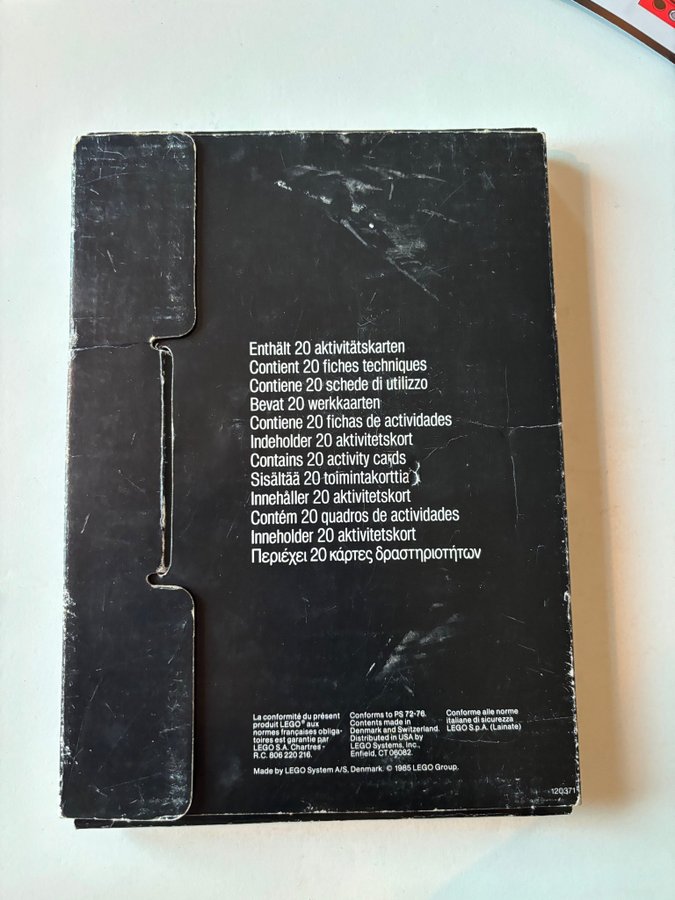 Enthält 20 aktivitätskarten
Contient 20 fiches techniques
Contiene 20 schede di utilizzo
Bevat 20 werkkaarten
Contiene 20 fichas de actividades
Indeholder 20 aktivitetskort
Contains 20 activity cards
Sisältää 20 toimintakorttia
Innehåller 20 aktivitetskort
Contém 20 quadros de actividades
Inneholder 20 aktivitetskort
Περιέχει 20 κάρτες δραστηριοτήτων
La conformité du présent
produit LEGO® aux
normes françaises obliga-
toires est garantie par
LEGO S.A. Chartres -
R.C. 806 220 216.
Conforms to PS 72-76.
Contents made in
Denmark and Switzerland.
Distributed in USA by
LEGO Systems, Inc.,
Enfield, CT 06082.
Conforme alle norme
italiane di sicurezza
LEGO S.p.A. (Lainate)
Made by LEGO System A/S, Denmark. © 1985 LEGO Group.
120371